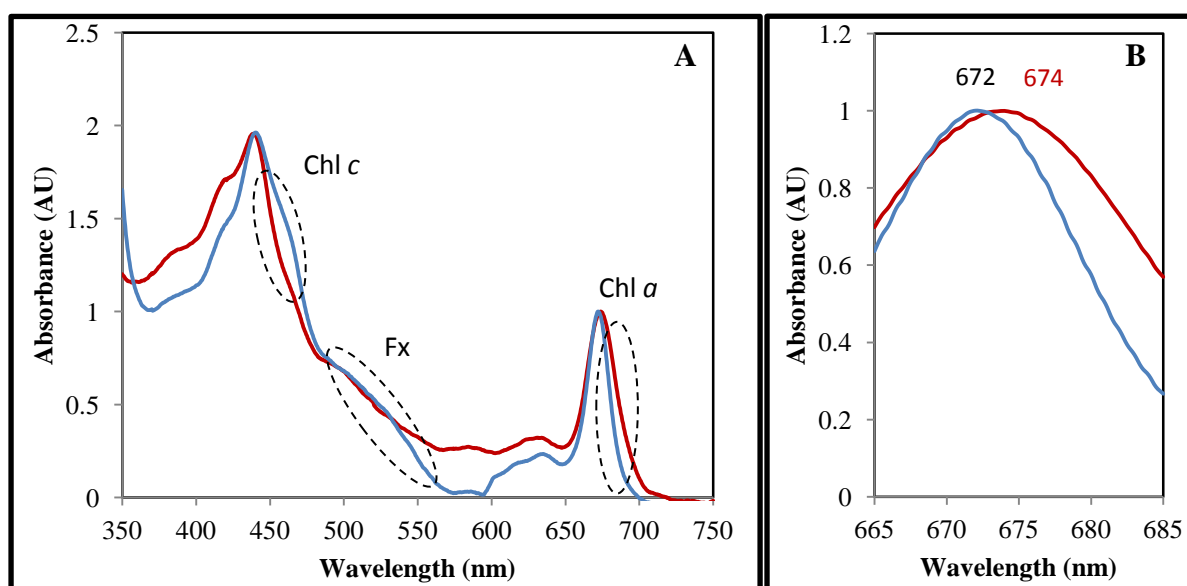 A
Absorbance (AU)
2.5
2
1.5
1
0.5
0
Chl c
Fx
Chl a
350 400 450 500 550 600 650 700 750
Wavelength (nm)
B
Absorbance (AU)
1.2
1
0.8
0.6
0.4
0.2
0
672 674
665 670 675 680 685
Wavelength (nm)